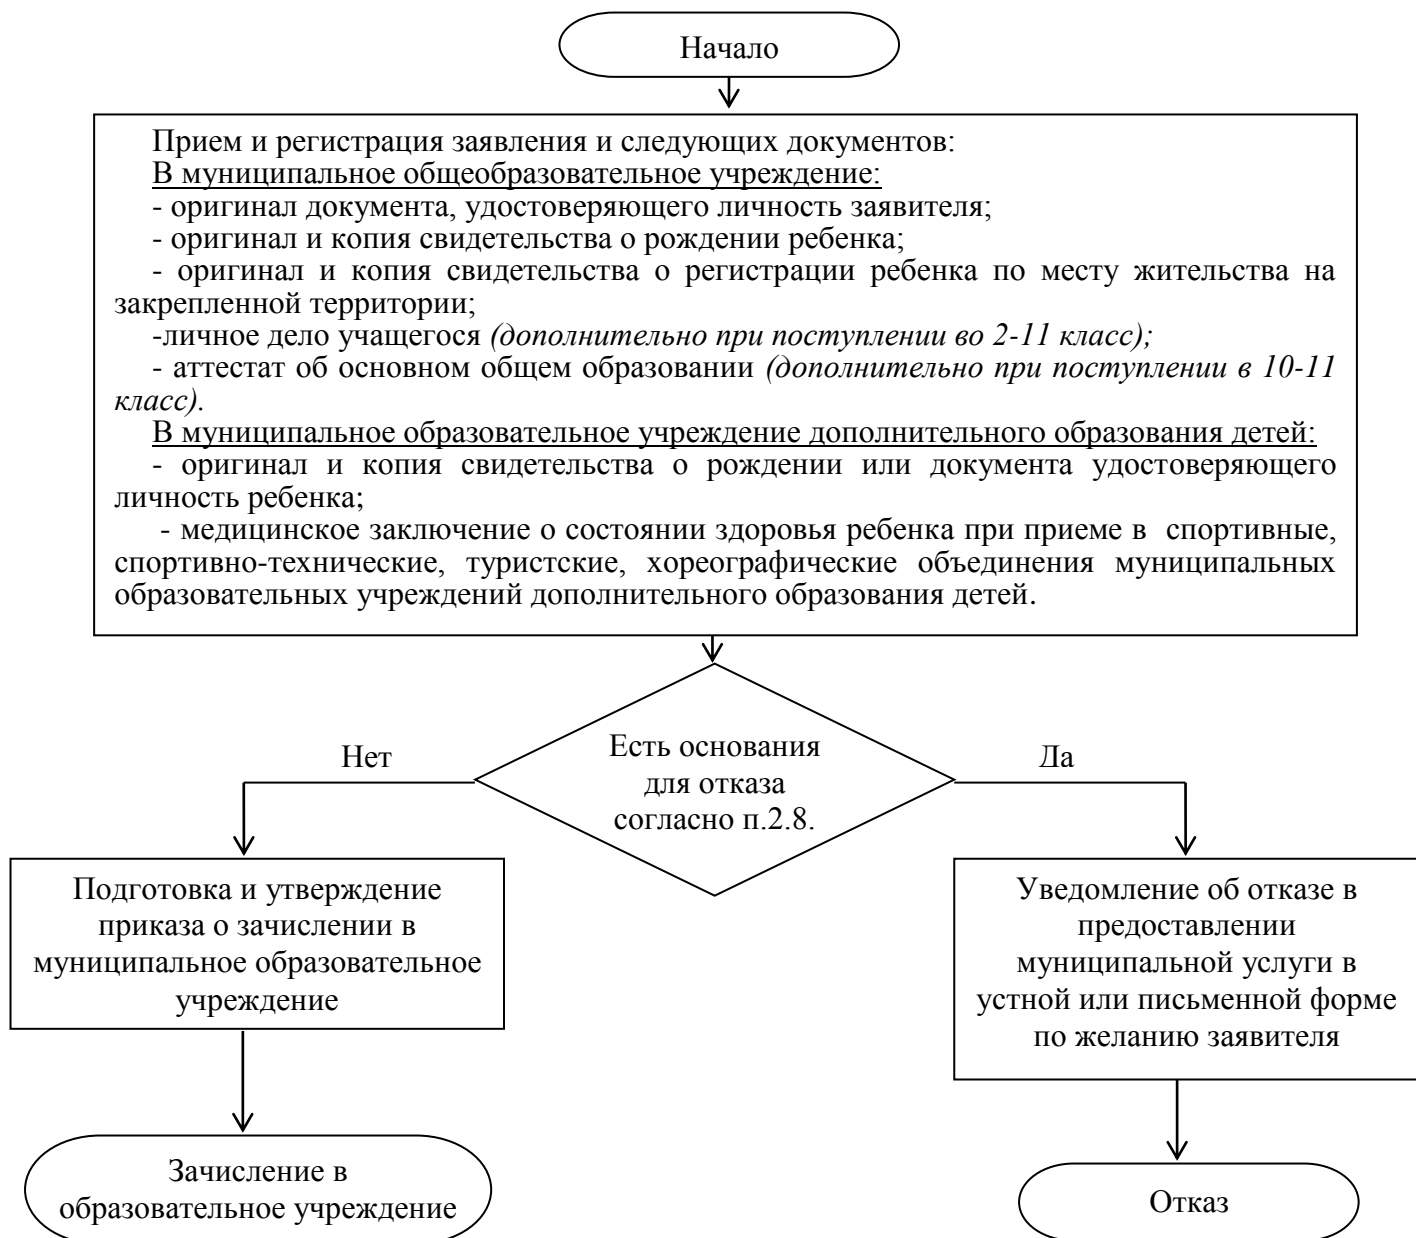 Начало
Прием и регистрация заявления и следующих документов:
В муниципальное общеобразовательное учреждение:
- оригинал документа, удостоверяющего личность заявителя;
- оригинал и копия свидетельства о рождении ребенка;
- оригинал и копия свидетельства о регистрации ребенка по месту жительства на
закрепленной территории;
-личное дело учащегося (дополнительно при поступлении во 2-11 класс);
- аттестат об основном общем образовании (дополнительно при поступлении в 10-11
класс).
В муниципальное образовательное учреждение дополнительного образования детей:
- оригинал и копия свидетельства о рождении или документа удостоверяющего
личность ребенка;
- медицинское заключение о состоянии здоровья ребенка при приеме в спортивные,
спортивно-технические, туристские, хореографические объединения муниципальных
образовательных учреждений дополнительного образования детей.
Нет
Есть основания
для отказа
согласно п.2.8.
Да
Подготовка и утверждение
приказа о зачислении в
муниципальное образовательное
учреждение
Уведомление об отказе в
предоставлении
муниципальной услуги в
устной или письменной форме
по желанию заявителя
Зачисление в
образовательное учреждение
Отказ